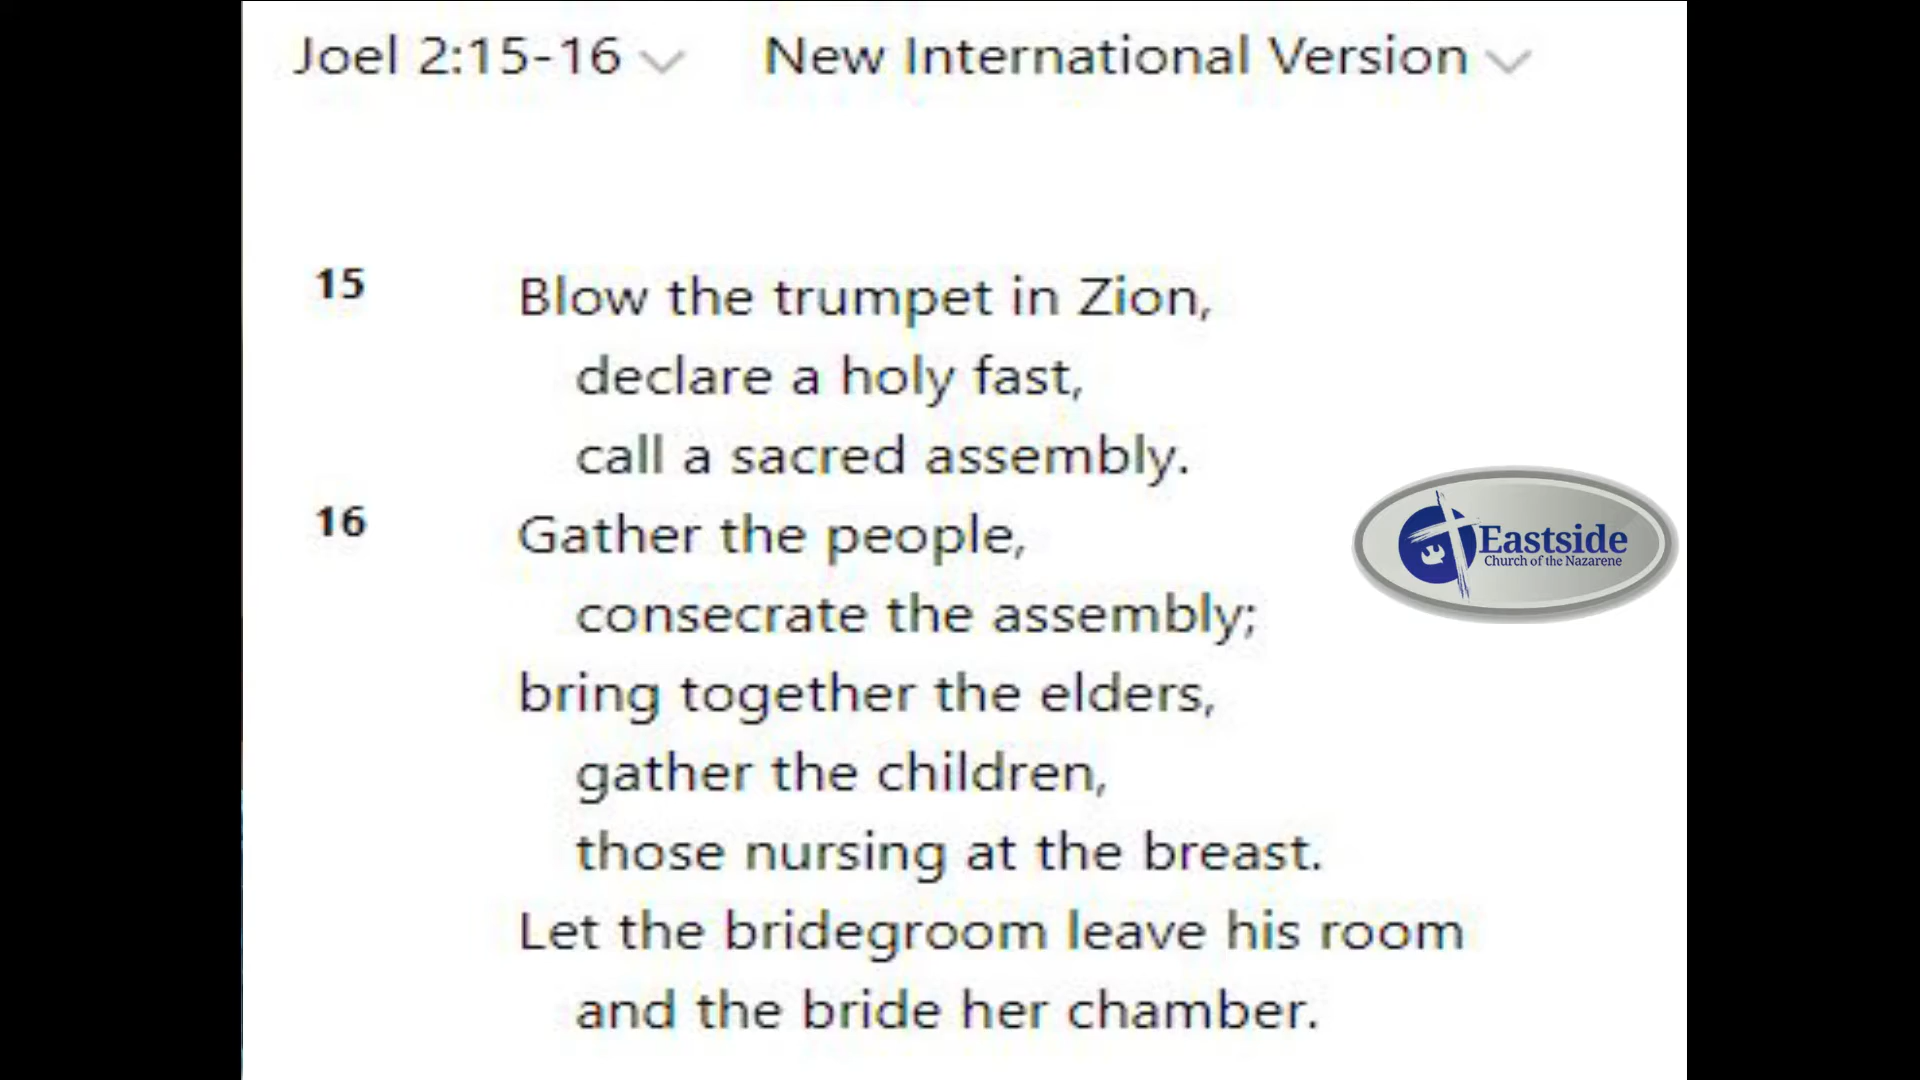 Joel 2:15-16 New International Version
15 Blow the trumpet in Zion,
declare a holy fast,
call a sacred assembly.
16 Gather the people,
consecrate the assembly;
bring together the elders,
gather the children,
those nursing at the breast.
Let the bridegroom leave his room
and the bride her chamber.
Eastside
Church of the Nazarene